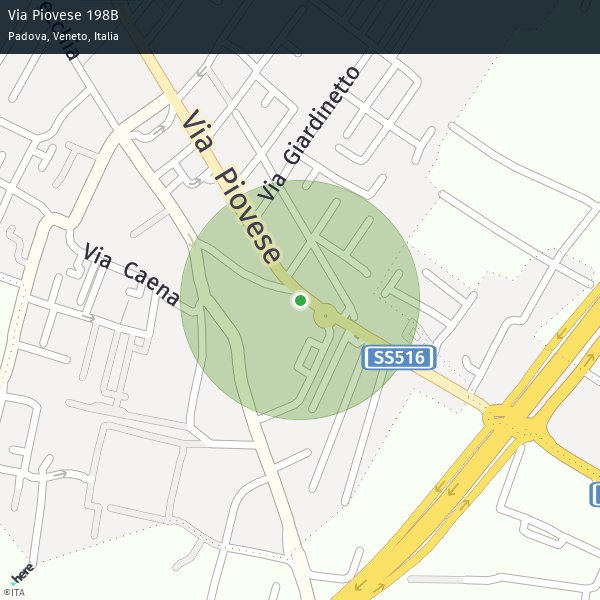 Via Piovese 198B
Padova, Veneto, Italia
Via Giardinetto
Via Piovese
Via Caena
SS516
here
©ITA